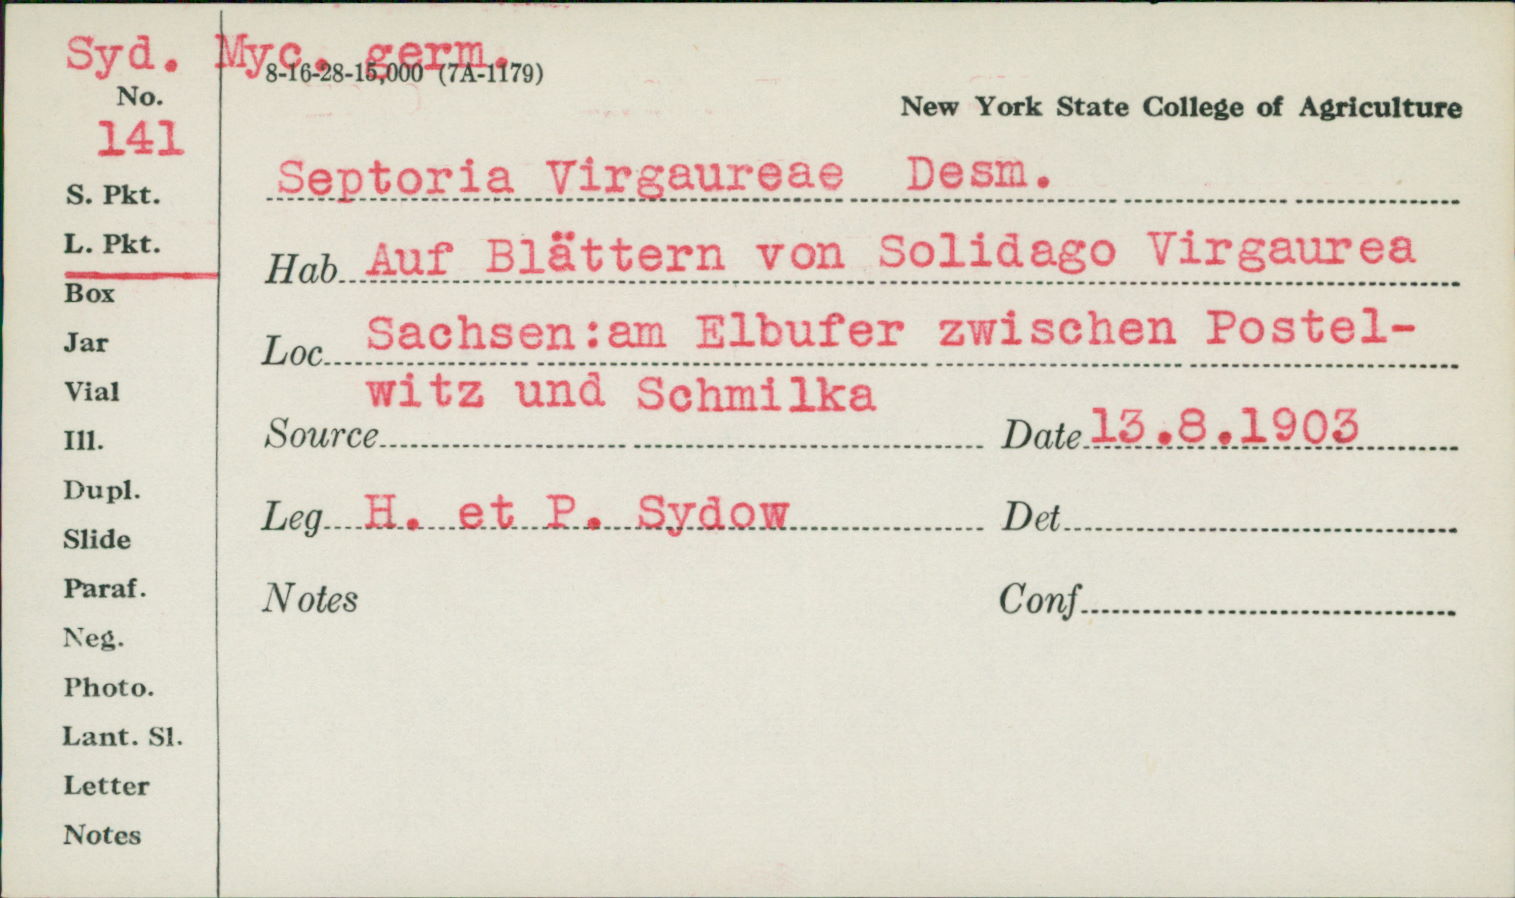 Syd. Myc. germ.
8-16-28-15,000 (7A-1179)
No.
141
New York State College of Agriculture
S. Pkt.
L. Pkt.
Box
Jar
Vial
Ill.
Dupl.
Slide
Paraf.
Neg.
Photo.
Lant. Sl.
Letter
Notes
Septoria Virgaureae Desm.
Hab Auf Blättern von Solidago Virgaurea
Loc Sachsen:am Elbufer zwischen Postel-
witz und Schmilka
Source
Date 13.8.1903
Leg H. et P. Sydow
Det
Notes
Conf